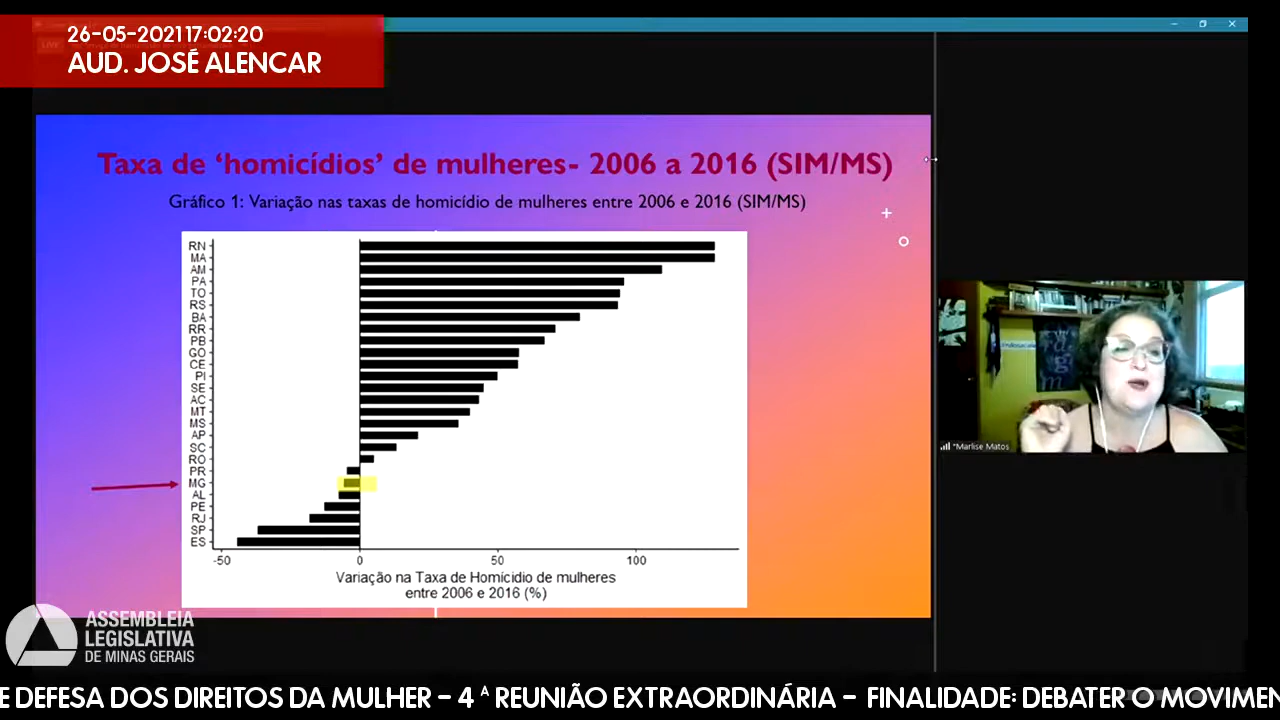 26-05-2021 17:02:20
AUD. JOSÉ ALENCAR
LIVE
Taxa de ‘homicídios’ de mulheres- 2006 a 2016 (SIM/MS)
Gráfico 1: Variação nas taxas de homicídio de mulheres entre 2006 e 2016 (SIM/MS)
RN
MA
AM
PA
TO
RS
BA
RR
PB
GO
CE
PI
SE
AC
MT
MS
AP
SC
RO
PR
MG
AL
PE
RJ
SP
ES
-50 0 50 100
Variação na Taxa de Homícidio de mulheres
entre 2006 e 2016 (%)
*Marlise Matos
ASSEMBLEIA
LEGISLATIVA
DE MINAS GERAIS
E DEFESA DOS DIREITOS DA MULHER – 4 ª REUNIÃO EXTRAORDINÁRIA – FINALIDADE: DEBATER O MOVIMEN